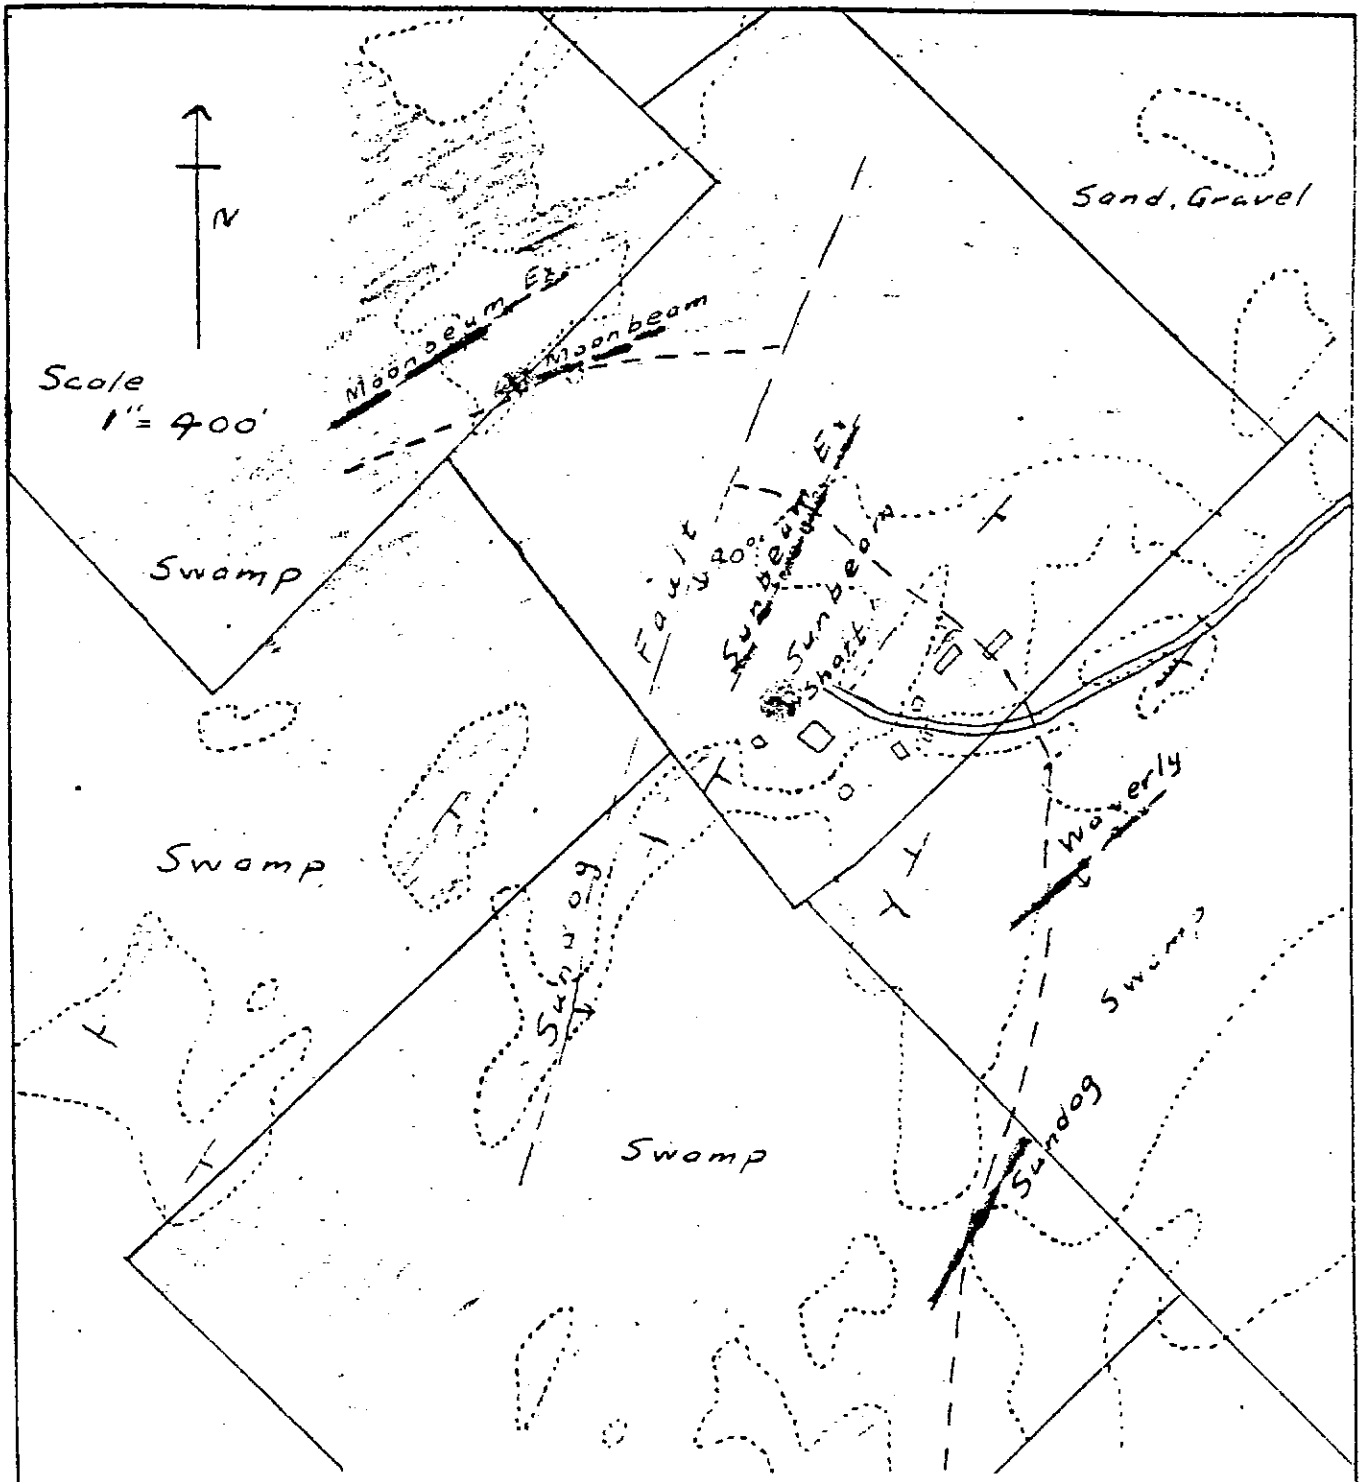 Sand, Gravel
N
Moonbeam Ex.
Moonbeam
Scale
1"= 400'
Sunbeam Ex
Fault
40°
Sunbeam
Shaft
Swamp
Waverly
Swamp
Sundog
Swamp
Sundog
Swamp